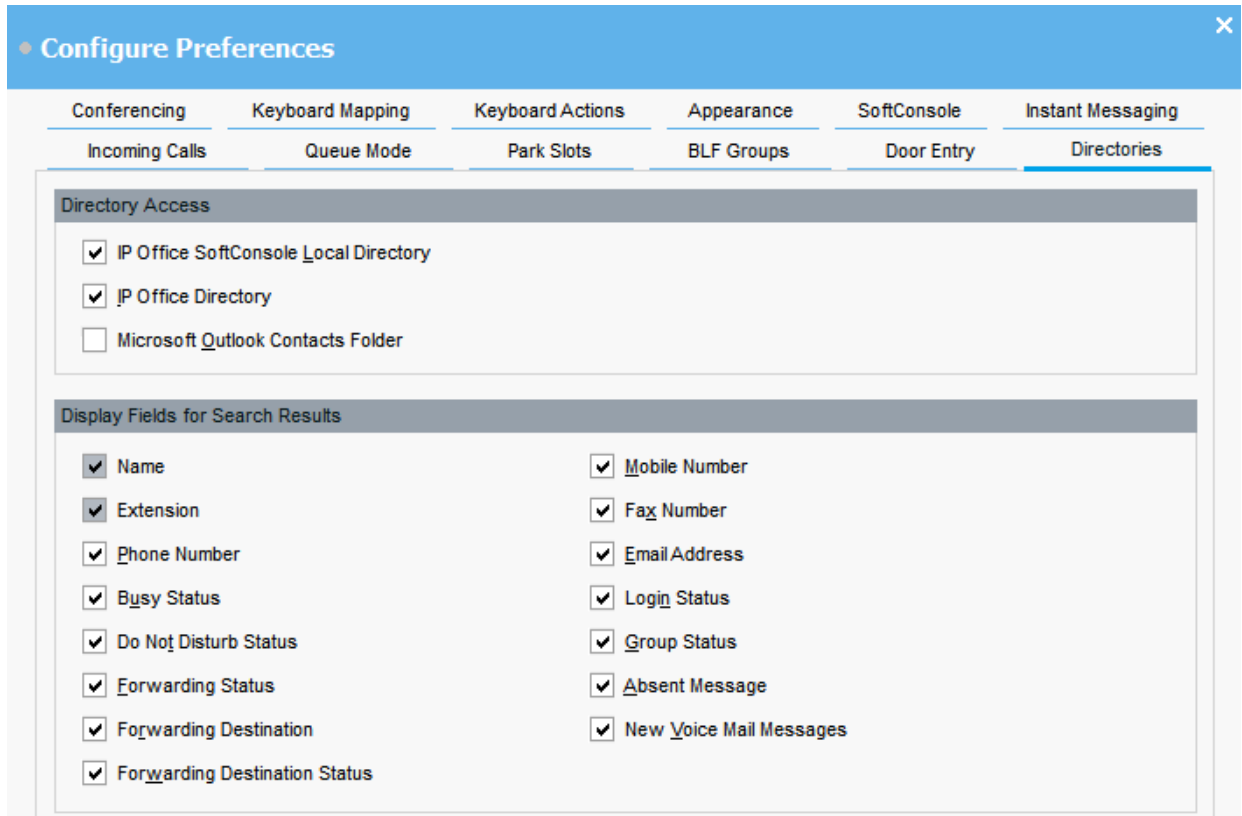 Configure Preferences
Conferencing Keyboard Mapping Keyboard Actions Appearance SoftConsole Instant Messaging
Incoming Calls Queue Mode Park Slots BLF Groups Door Entry Directories
Directory Access
IP Office SoftConsole Local Directory
IP Office Directory
Microsoft Outlook Contacts Folder
Display Fields for Search Results
Name Mobile Number
Extension Fax Number
Phone Number Email Address
Busy Status Login Status
Do Not Disturb Status Group Status
Forwarding Status Absent Message
Forwarding Destination New Voice Mail Messages
Forwarding Destination Status